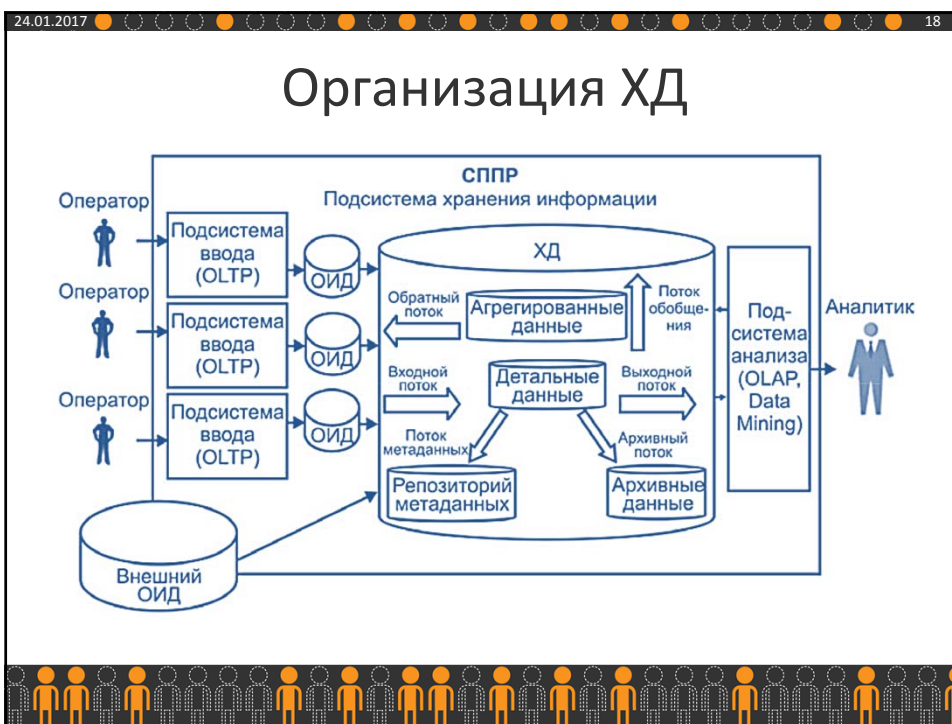 24.01.2017
18
Организация ХД
СППР
Подсистема хранения информации
Оператор
Подсистема
ввода
(OLTP)
ОИД
Оператор
Подсистема
ввода
(OLTP)
ОИД
Оператор
Подсистема
ввода
(OLTP)
ОИД
Внешний
ОИД
ХД
Обратный
поток
Агрегированные
данные
Поток
обобще-
ния
Входной
поток
Детальные
данные
Выходной
поток
Поток
метаданных
Архивный
поток
Репозиторий
метаданных
Архивные
данные
Под-
система
анализа
(OLAP,
Data
Mining)
Аналитик